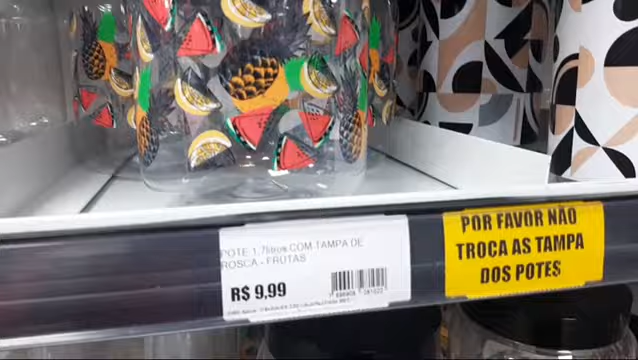 POTE 1,7litros COM TAMPA DE
ROSCA - FRUTAS
R$ 9,99
POR FAVOR NÃO
TROCA AS TAMPA
DOS POTES